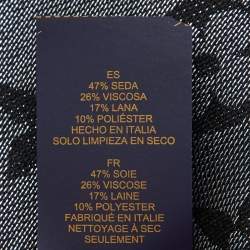 ES
47% SEDA
26% VISCOSA
17% LANA
10% POLIÉSTER
HECHO EN ITALIA
SOLO LIMPIEZA EN SECO
FR
47% SOIE
26% VISCOSE
17% LAINE
10% POLYESTER
FABRIQUÉ EN ITALIE
NETTOYAGE À SEC
SEULEMENT